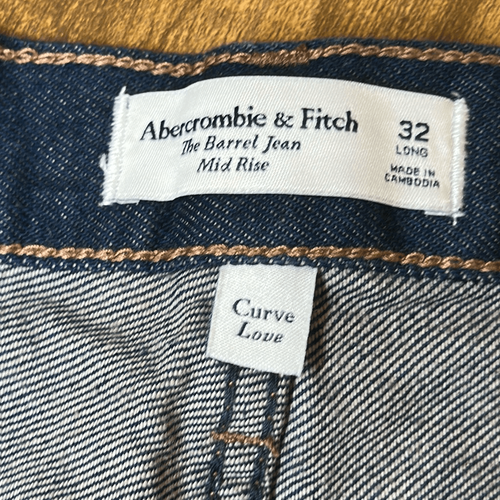 Abercrombie & Fitch
The Barrel Jean
Mid Rise
32
LONG
MADE IN
CAMBODIA
Curve
Love